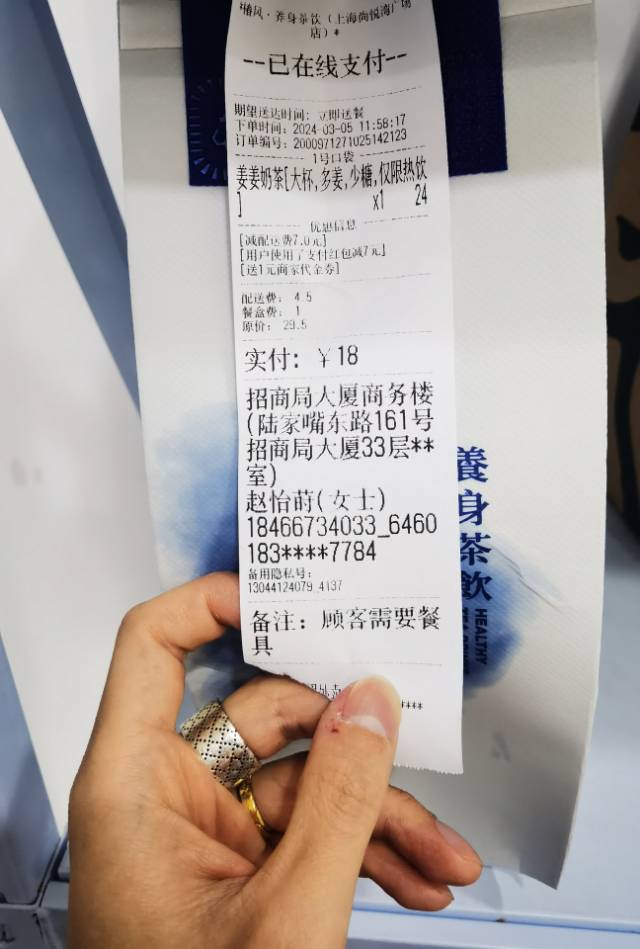 椿风·养身茶饮(上海尚悦湾广场
店)*
--已在线支付--
期望送达时间: 立即送餐
下单时间: 2024-03-05 11:58:17
订单编号: 2000971271025142123
1号口袋
姜姜奶茶[大杯,多姜,少糖,仅限热饮
] x1 24
优惠信息
[减配送费7.0元]
[用户使用了支付红包减7元]
[送1元商家代金券]
配送费: 4.5
餐盒费: 1
原价: 29.5
实付: ¥18
招商局大厦商务楼
(陆家嘴东路161号
招商局大厦33层**
室)
赵怡莳(女士)
18466734033_6460
183****7784
备用隐私号:
13044124079_4137
备注: 顾客需要餐
具
****
養身茶飲
HEALTHY